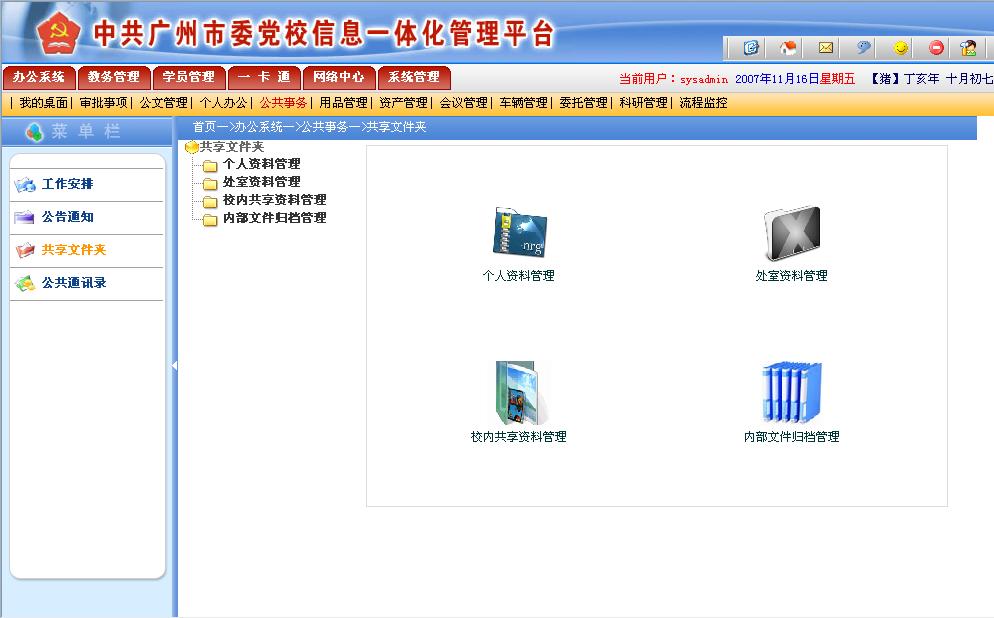 中共广州市委党校信息一体化管理平台
办公系统 教务管理 学员管理 一卡通 网络中心 系统管理 当前用户：sysadmin 2007年11月16日星期五 【猪】丁亥年 十月初七
| 我的桌面| 审批事项| 公文管理| 个人办公| 公共事务| 用品管理| 资产管理| 会议管理| 车辆管理| 委托管理| 科研管理| 流程监控
菜单栏
首页—>办公系统—>公共事务—>共享文件夹
工作安排
公告通知
共享文件夹
公共通讯录
共享文件夹
个人资料管理
处室资料管理
校内共享资料管理
内部文件归档管理
nrg
个人资料管理
处室资料管理
校内共享资料管理
内部文件归档管理